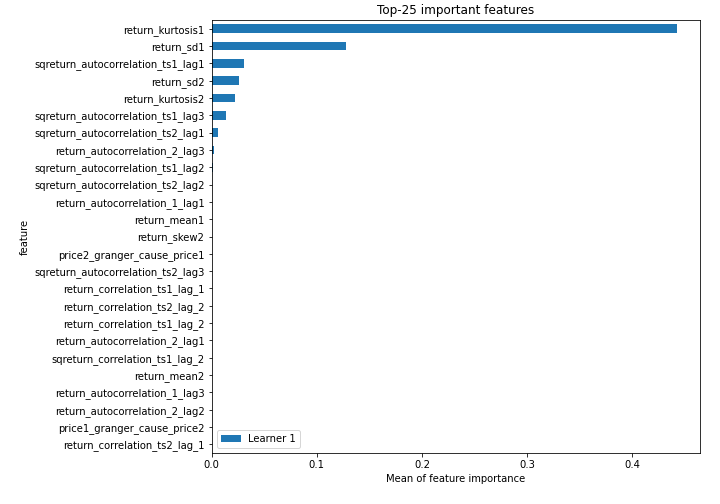 Top-25 important features
return_kurtosis1
return_sd1
sqreturn_autocorrelation_ts1_lag1
return_sd2
return_kurtosis2
sqreturn_autocorrelation_ts1_lag3
sqreturn_autocorrelation_ts2_lag1
return_autocorrelation_2_lag3
sqreturn_autocorrelation_ts1_lag2
sqreturn_autocorrelation_ts2_lag2
return_autocorrelation_1_lag1
return_mean1
return_skew2
price2_granger_cause_price1
sqreturn_autocorrelation_ts2_lag3
return_correlation_ts1_lag_1
return_correlation_ts2_lag_2
return_correlation_ts1_lag_2
return_autocorrelation_2_lag1
sqreturn_correlation_ts1_lag_2
return_mean2
return_autocorrelation_1_lag3
return_autocorrelation_2_lag2
price1_granger_cause_price2
return_correlation_ts2_lag_1
feature
Learner 1
0.0 0.1 0.2 0.3 0.4
Mean of feature importance